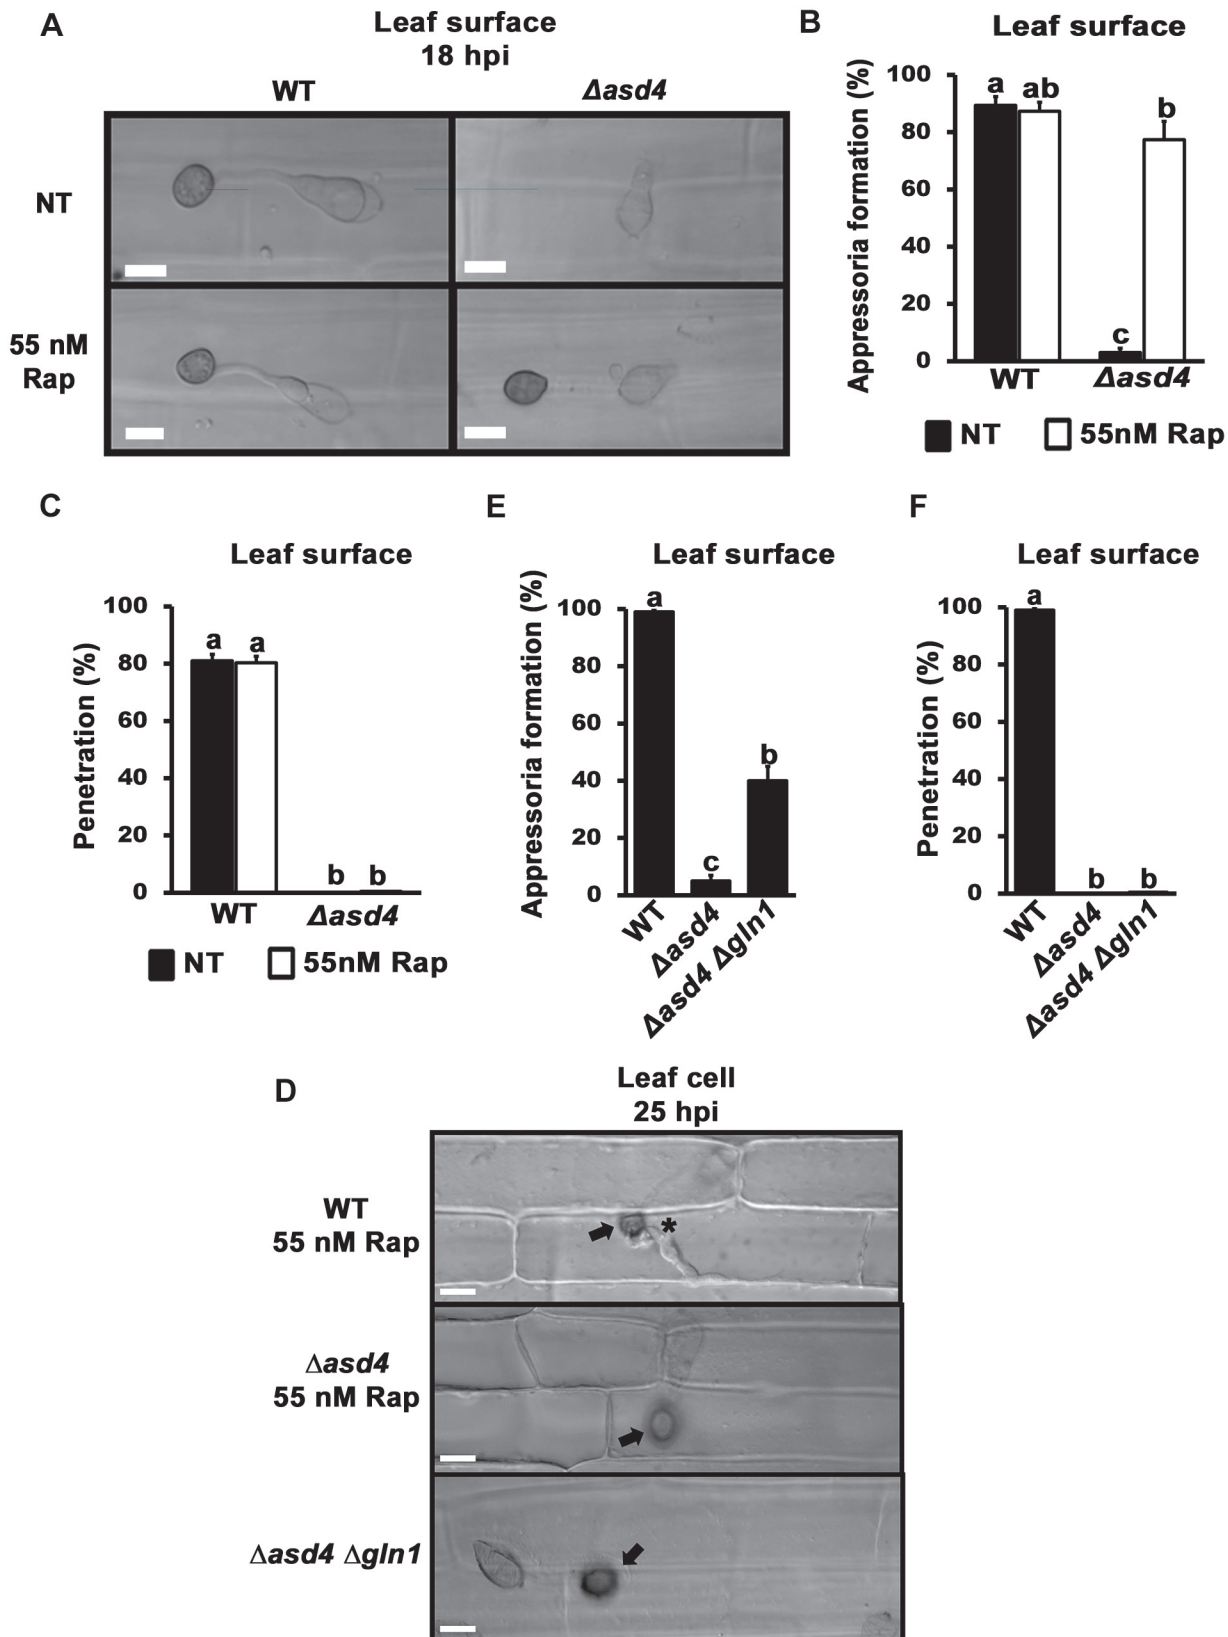 A
Leaf surface
18 hpi
WT
Δasd4
NT
55 nM
Rap
B
Leaf surface
Appressoria formation (%)
100
80
60
40
20
0
a
ab
c
b
WT
Δasd4
NT
55nM Rap
C
Leaf surface
Penetration (%)
100
80
60
40
20
0
a
a
b
b
WT
Δasd4
NT
55nM Rap
E
Leaf surface
Appressoria formation (%)
100
80
60
40
20
0
a
c
b
WT
Δasd4
Δasd4 Δgln1
F
Leaf surface
Penetration (%)
100
80
60
40
20
0
a
b
b
WT
Δasd4
Δasd4 Δgln1
D
Leaf cell
25 hpi
WT
55 nM Rap
*
Δasd4
55 nM Rap
Δasd4 Δgln1